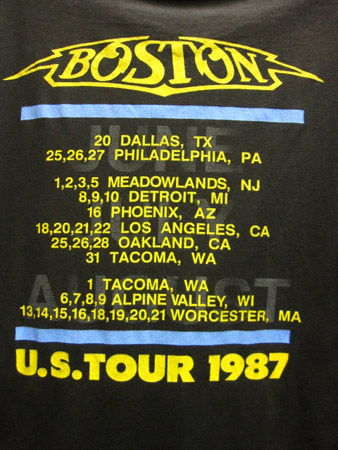 BOSTON
JUNE
20 DALLAS, TX
25,26,27 PHILADELPHIA, PA
JULY
1,2,3,5 MEADOWLANDS, NJ
8,9,10 DETROIT, MI
16 PHOENIX, AZ
18,20,21,22 LOS ANGELES, CA
25,26,28 OAKLAND, CA
31 TACOMA, WA
AUGUST
1 TACOMA, WA
6,7,8,9 ALPINE VALLEY, WI
13,14,15,16,18,19,20,21 WORCESTER, MA
U.S. TOUR 1987